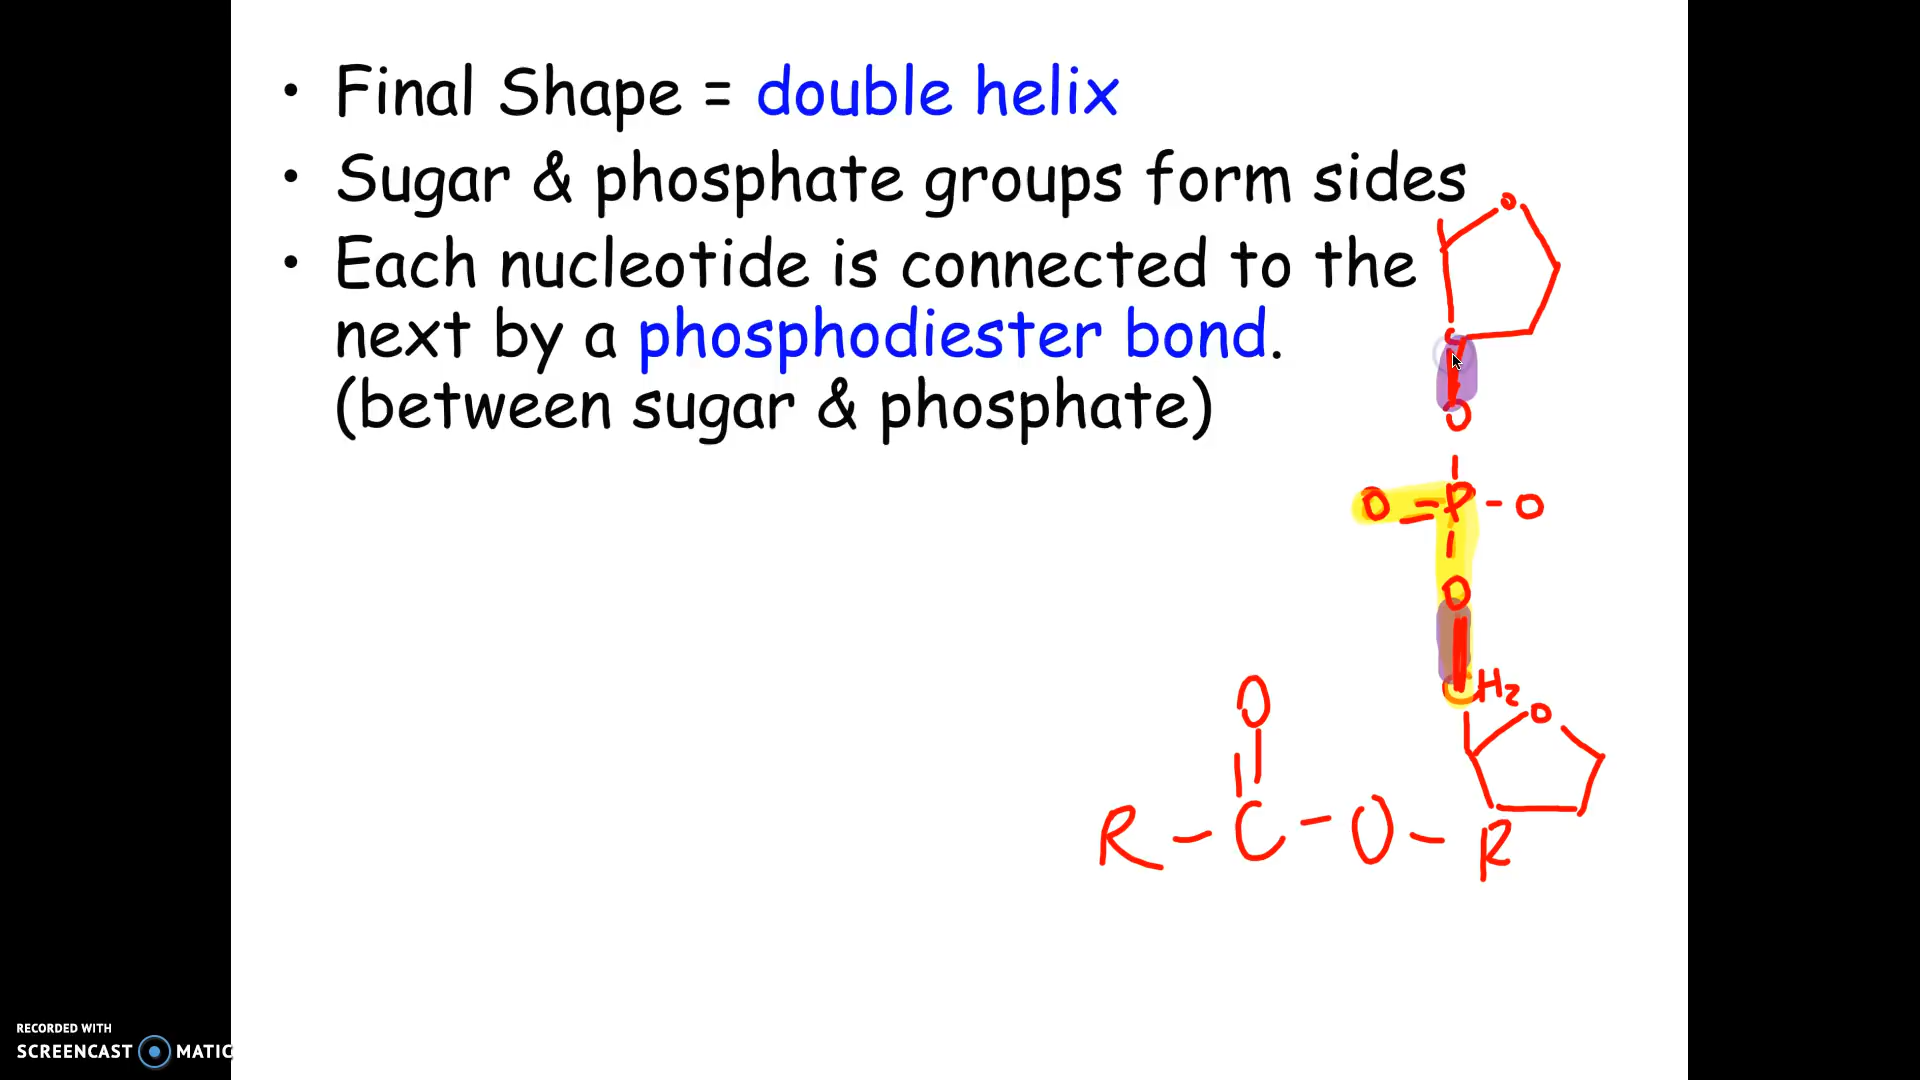 • Final Shape = double helix
• Sugar & phosphate groups form sides
• Each nucleotide is connected to the
next by a phosphodiester bond.
(between sugar & phosphate)
O
C
O
O = P - O
O
CH2
O
O
R - C - O - R
RECORDED WITH
SCREENCAST MATIC